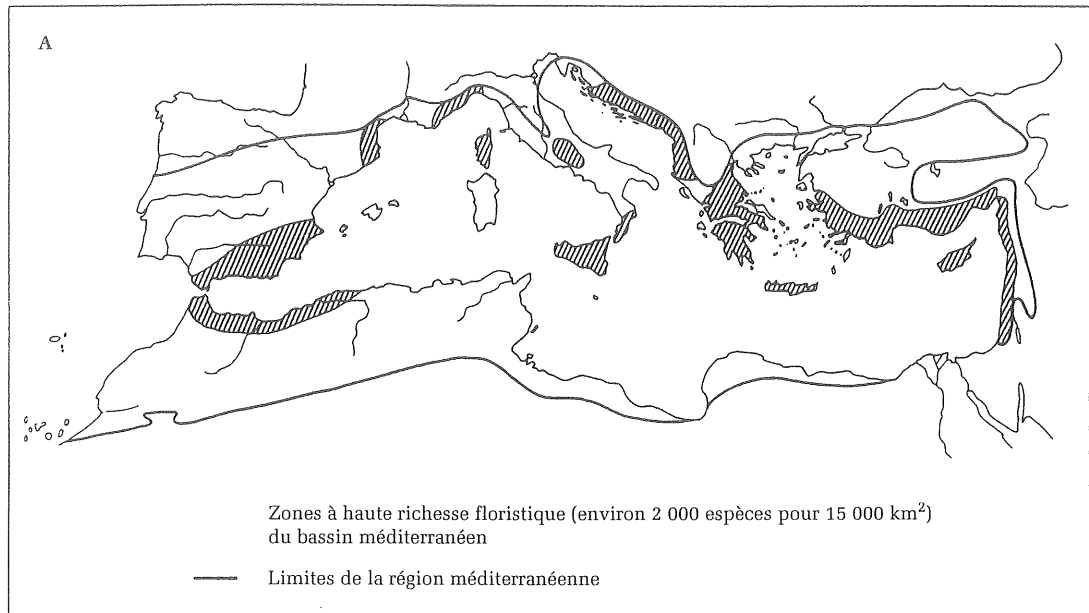 A
Zones à haute richesse floristique (environ 2 000 espèces pour 15 000 km²)
du bassin méditerranéen
Limites de la région méditerranéenne